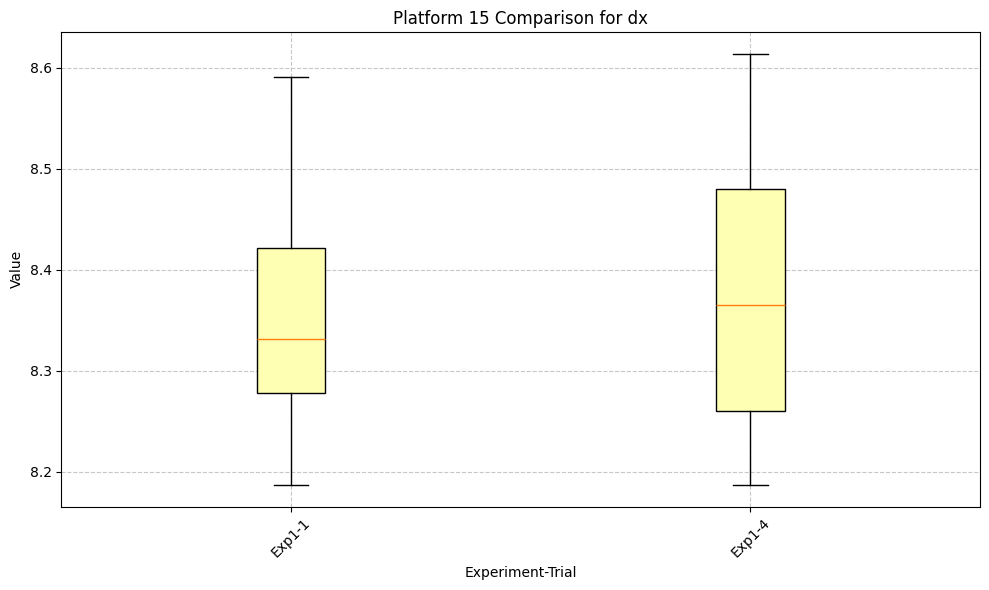 Platform 15 Comparison for dx
Value
8.6
8.5
8.4
8.3
8.2
Exp1-1
Exp1-4
Experiment-Trial